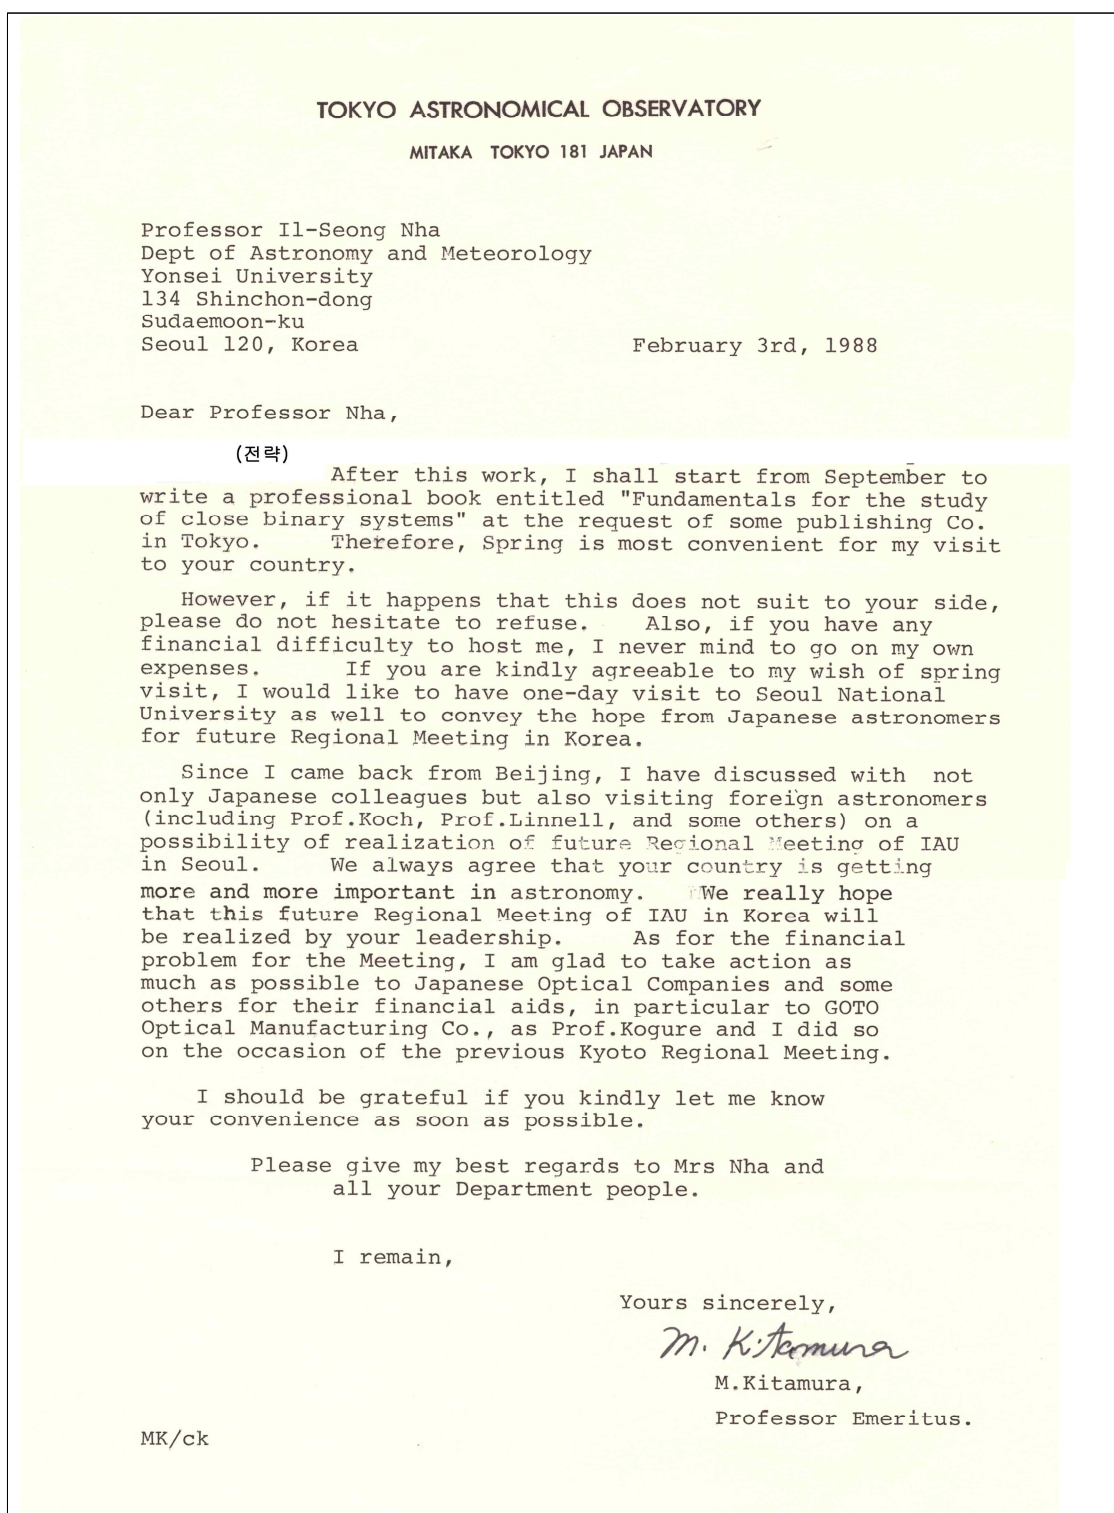 TOKYO ASTRONOMICAL OBSERVATORY
MITAKA TOKYO 181 JAPAN
Professor Il-Seong Nha
Dept of Astronomy and Meteorology
Yonsei University
134 Shinchon-dong
Sudaemoon-ku
Seoul 120, Korea
February 3rd, 1988
Dear Professor Nha,
(전략)
After this work, I shall start from September to
write a professional book entitled "Fundamentals for the study
of close binary systems" at the request of some publishing Co.
in Tokyo. Therefore, Spring is most convenient for my visit
to your country.
However, if it happens that this does not suit to your side,
please do not hesitate to refuse. Also, if you have any
financial difficulty to host me, I never mind to go on my own
expenses. If you are kindly agreeable to my wish of spring
visit, I would like to have one-day visit to Seoul National
University as well to convey the hope from Japanese astronomers
for future Regional Meeting in Korea.
Since I came back from Beijing, I have discussed with not
only Japanese colleagues but also visiting foreign astronomers
(including Prof.Koch, Prof.Linnell, and some others) on a
possibility of realization of future Regional Meeting of IAU
in Seoul. We always agree that your country is getting
more and more important in astronomy. We really hope
that this future Regional Meeting of IAU in Korea will
be realized by your leadership. As for the financial
problem for the Meeting, I am glad to take action as
much as possible to Japanese Optical Companies and some
others for their financial aids, in particular to GOTO
Optical Manufacturing Co., as Prof.Kogure and I did so
on the occasion of the previous Kyoto Regional Meeting.
I should be grateful if you kindly let me know
your convenience as soon as possible.
Please give my best regards to Mrs Nha and
all your Department people.
I remain,
Yours sincerely,
M. Kitamura
M.Kitamura,
Professor Emeritus.
MK/ck